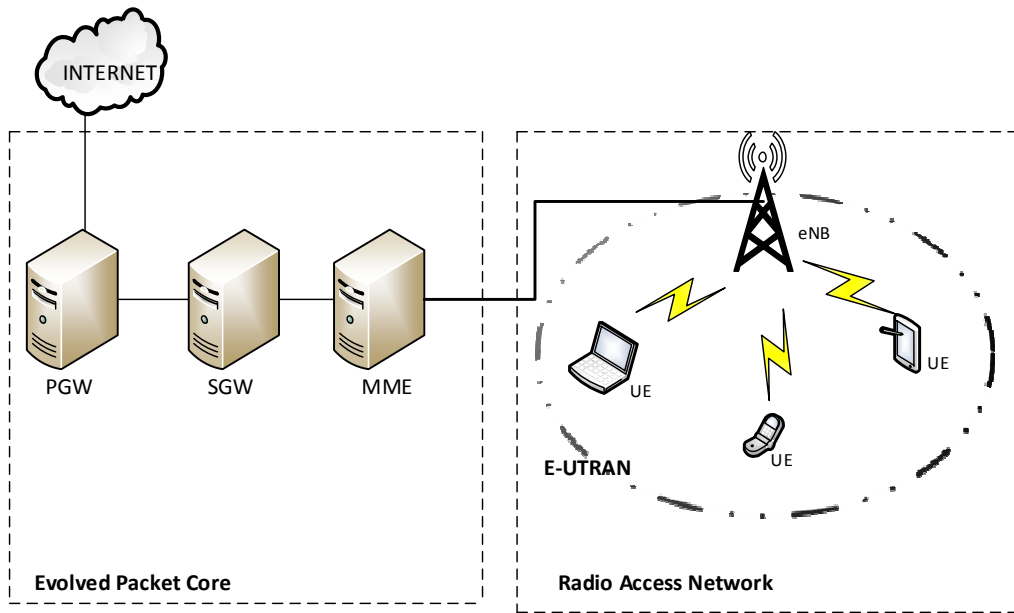 INTERNET
eNB
PGW
SGW
MME
UE
UE
UE
E-UTRAN
Evolved Packet Core
Radio Access Network